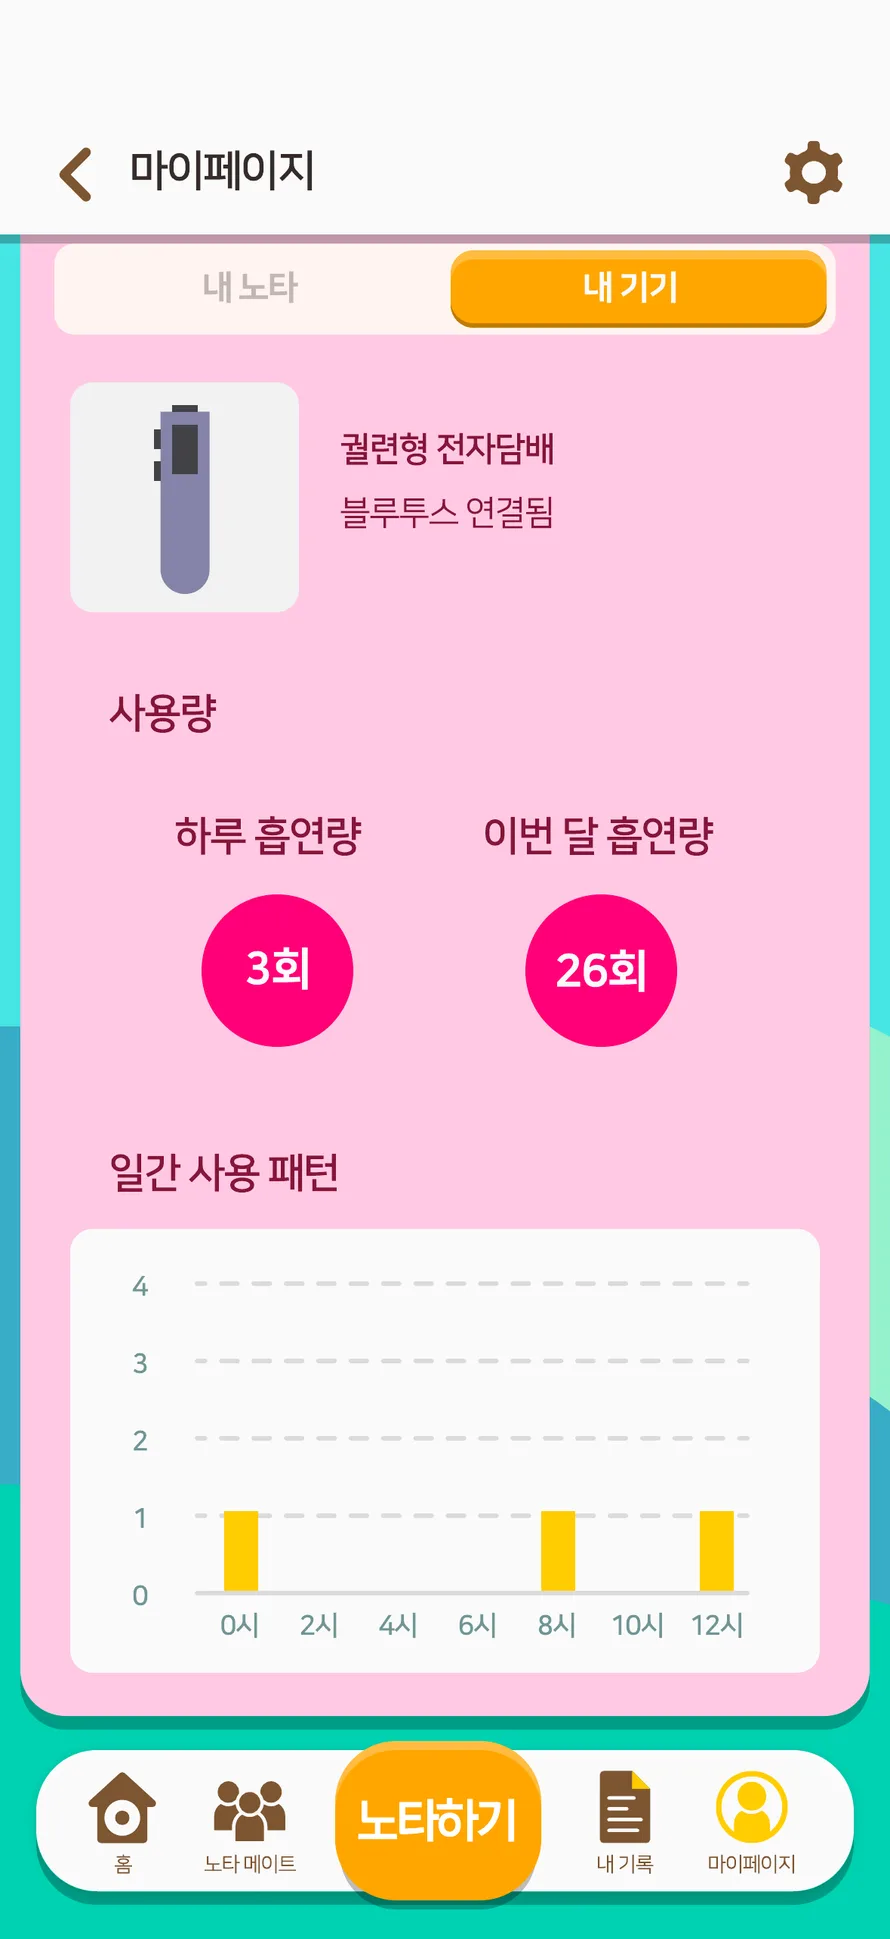 마이페이지
내 노타
내 기기
궐련형 전자담배
블루투스 연결됨
사용량
하루 흡연량
이번 달 흡연량
3회
26회
일간 사용 패턴
4
3
2
1
0
0시 2시 4시 6시 8시 10시 12시
노타하기
홈
노타 메이트
내 기록
마이페이지